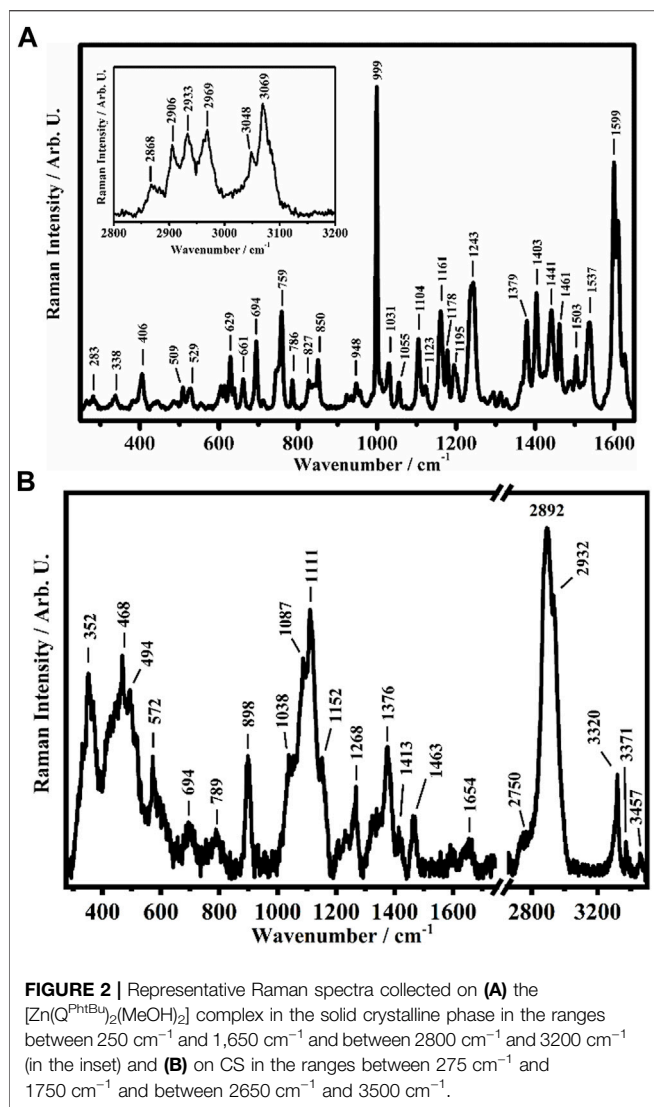 A
Raman Intensity / Arb. U.
283 338 406 509 529 629 661 694 759 786 827 850 948 999 1031 1055 1104 1123 1161 1178 1195 1243 1379 1403 1441 1461 1503 1537 1599
400 600 800 1000 1200 1400 1600
Wavenumber / cm⁻¹
Raman Intensity / Arb. U.
2868 2906 2933 2969 3048 3069
2800 2900 3000 3100 3200
Wavenumber / cm⁻¹
B
Raman Intensity / Arb. U.
352 468 494 572 694 789 898 1038 1087 1111 1152 1268 1376 1413 1463 1654 2750 2892 2932 3320 3371 3457
400 600 800 1000 1200 1400 1600 2800 3200
Wavenumber / cm⁻¹
FIGURE 2 | Representative Raman spectra collected on (A) the
[Zn(Q^PhtBu)₂(MeOH)₂] complex in the solid crystalline phase in the ranges
between 250 cm⁻¹ and 1,650 cm⁻¹ and between 2800 cm⁻¹ and 3200 cm⁻¹
(in the inset) and (B) on CS in the ranges between 275 cm⁻¹ and
1750 cm⁻¹ and between 2650 cm⁻¹ and 3500 cm⁻¹.